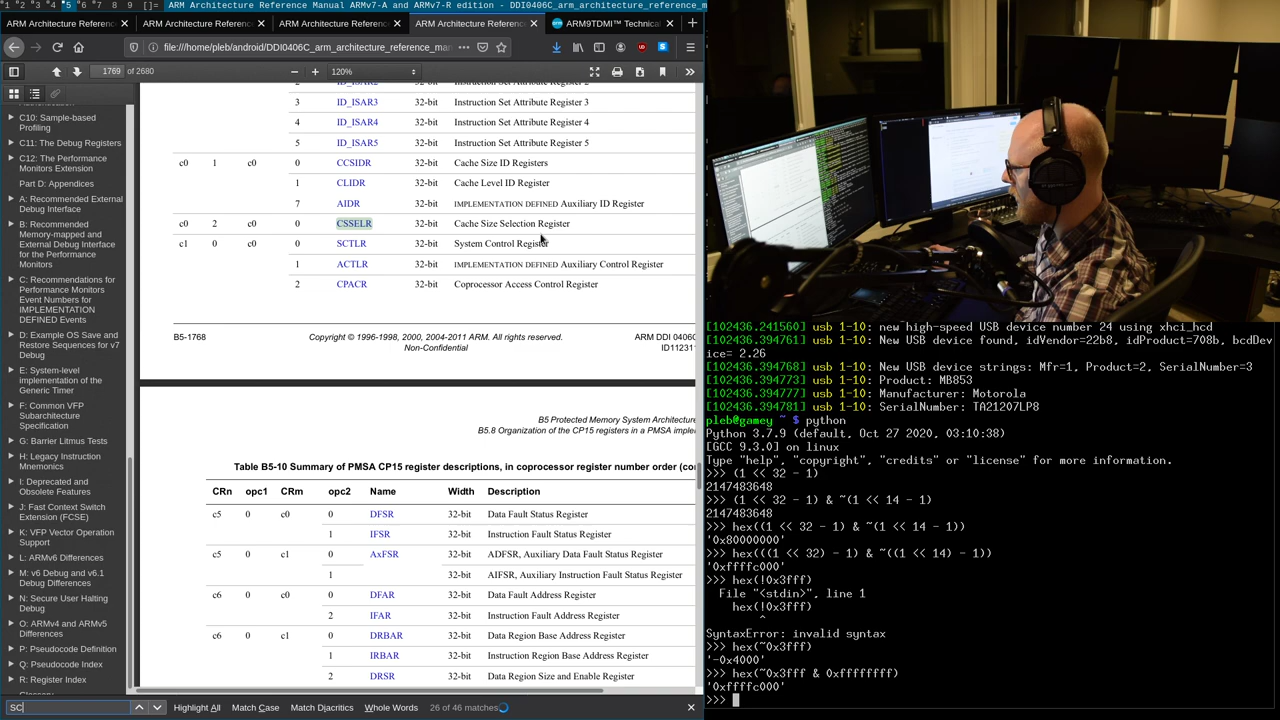 1 2 3 4 5 6 7 8 9 []= ARM Architecture Reference Manual ARMv7-A and ARMv7-R edition - DDI0406C_arm_architecture_reference_m
ARM Architecture Referenc ARM Architecture Referenc ARM Architecture Referenc ARM Architecture Referenc ARM9TDMI™ Technical
file:///home/pleb/android/DDI0406C_arm_architecture_reference_ma
1769 of 2680
120%
C10: Sample-based
Profiling
C11: The Debug Registers
C12: The Performance
Monitors Extension
Part D: Appendices
A: Recommended External
Debug Interface
B: Recommended
Memory-mapped and
External Debug Interface
for the Performance
Monitors
C: Recommendations for
Performance Monitors
Event Numbers for
IMPLEMENTATION
DEFINED Events
D: Example OS Save and
Restore Sequences for v7
Debug
E: System-level
implementation of the
Generic Timer
F: Common VFP
Subarchitecture
Specification
G: Barrier Litmus Tests
H: Legacy Instruction
Mnemonics
I: Deprecated and
Obsolete Features
J: Fast Context Switch
Extension (FCSE)
K: VFP Vector Operation
Support
L: ARMv6 Differences
M: v6 Debug and v6.1
Debug Differences
N: Secure User Halting
Debug
O: ARMv4 and ARMv5
Differences
P: Pseudocode Definition
Q: Pseudocode Index
R: Register Index
2 ID_ISAR2 32-bit Instruction Set Attribute Register 2
3 ID_ISAR3 32-bit Instruction Set Attribute Register 3
4 ID_ISAR4 32-bit Instruction Set Attribute Register 4
5 ID_ISAR5 32-bit Instruction Set Attribute Register 5
c0 1 c0 0 CCSIDR 32-bit Cache Size ID Registers
1 CLIDR 32-bit Cache Level ID Register
7 AIDR 32-bit IMPLEMENTATION DEFINED Auxiliary ID Register
c0 2 c0 0 CSSELR 32-bit Cache Size Selection Register
c1 0 c0 0 SCTLR 32-bit System Control Register
1 ACTLR 32-bit IMPLEMENTATION DEFINED Auxiliary Control Register
2 CPACR 32-bit Coprocessor Access Control Register
B5-1768 Copyright © 1996-1998, 2000, 2004-2011 ARM. All rights reserved. ARM DDI 0406C
Non-Confidential ID11231
B5 Protected Memory System Architecture
B5.8 Organization of the CP15 registers in a PMSA imple
Table B5-10 Summary of PMSA CP15 register descriptions, in coprocessor register number order (con
CRn opc1 CRm opc2 Name Width Description
c5 0 c0 0 DFSR 32-bit Data Fault Status Register
1 IFSR 32-bit Instruction Fault Status Register
c5 0 c1 0 AxFSR 32-bit ADFSR, Auxiliary Data Fault Status Register
1 32-bit AIFSR, Auxiliary Instruction Fault Status Register
c6 0 c0 0 DFAR 32-bit Data Fault Address Register
2 IFAR 32-bit Instruction Fault Address Register
c6 0 c1 0 DRBAR 32-bit Data Region Base Address Register
1 IRBAR 32-bit Instruction Region Base Address Register
2 DRSR 32-bit Data Region Size and Enable Register
SC Highlight All Match Case Match Diacritics Whole Words 26 of 46 matches
[102436.241560] usb 1-10: new high-speed USB device number 24 using xhci_hcd
[102436.394761] usb 1-10: New USB device found, idVendor=22b8, idProduct=708b, bcdDev
ice= 2.26
[102436.394768] usb 1-10: New USB device strings: Mfr=1, Product=2, SerialNumber=3
[102436.394773] usb 1-10: Product: MB853
[102436.394777] usb 1-10: Manufacturer: Motorola
[102436.394781] usb 1-10: SerialNumber: TA21207LP8
pleb@gamey ~ $ python
Python 3.7.9 (default, Oct 27 2020, 03:10:38)
[GCC 9.3.0] on linux
Type "help", "copyright", "credits" or "license" for more information.
>>> (1 << 32 - 1)
2147483648
>>> (1 << 32 - 1) & ~(1 << 14 - 1)
2147483648
>>> hex((1 << 32 - 1) & ~(1 << 14 - 1))
'0x80000000'
>>> hex(((1 << 32) - 1) & ~((1 << 14) - 1))
'0xffffc000'
>>> hex(!0x3fff)
File "<stdin>", line 1
hex(!0x3fff)
^
SyntaxError: invalid syntax
>>> hex(~0x3fff)
'-0x4000'
>>> hex(~0x3fff & 0xffffffff)
'0xffffc000'
>>>